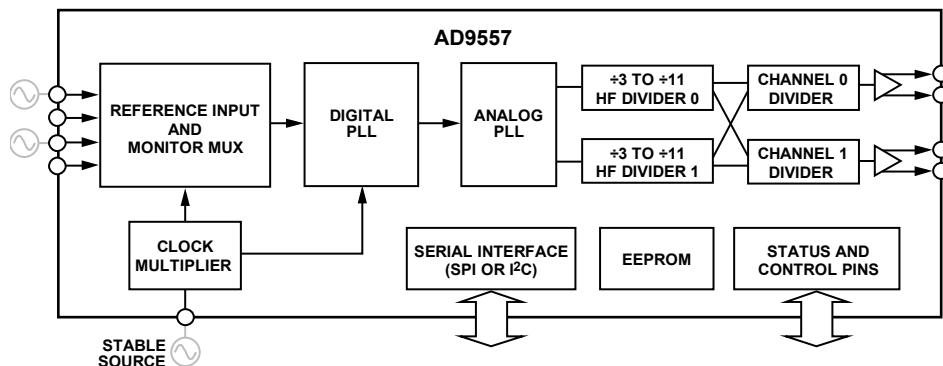 AD9557
REFERENCE INPUT
AND
MONITOR MUX
DIGITAL
PLL
ANALOG
PLL
÷3 TO ÷11
HF DIVIDER 0
÷3 TO ÷11
HF DIVIDER 1
CHANNEL 0
DIVIDER
CHANNEL 1
DIVIDER
CLOCK
MULTIPLIER
SERIAL INTERFACE
(SPI OR I²C)
EEPROM
STATUS AND
CONTROL PINS
STABLE
SOURCE